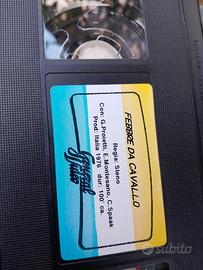 FEBBRE DA CAVALLO
Regia: Steno
Con: G. Proietti, E. Montesano, C. Spaak
Prod: Italia 1976 dur: 100' ca.
subito